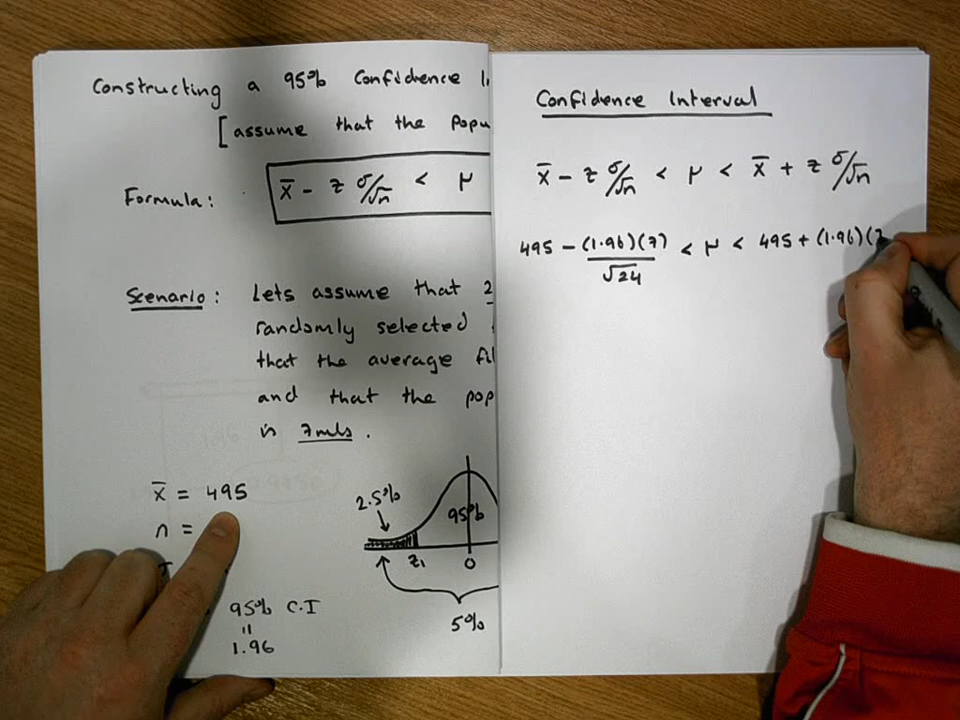 Constructing a 95% Confidence
[assume that the
Formula: x̄ - z σ/√n < μ
Scenario: Lets assume that 2
randomly selected
that the average
and that the
is 7mls.
x̄ = 495
n =
95% C.I
11
1.96
2.5%
95%
z₁ 0
5%
Confidence Interval
x̄ - z σ/√n < μ < x̄ + z σ/√n
495 - (1.96)(7)/√24 < μ < 495 + (1.96)(7